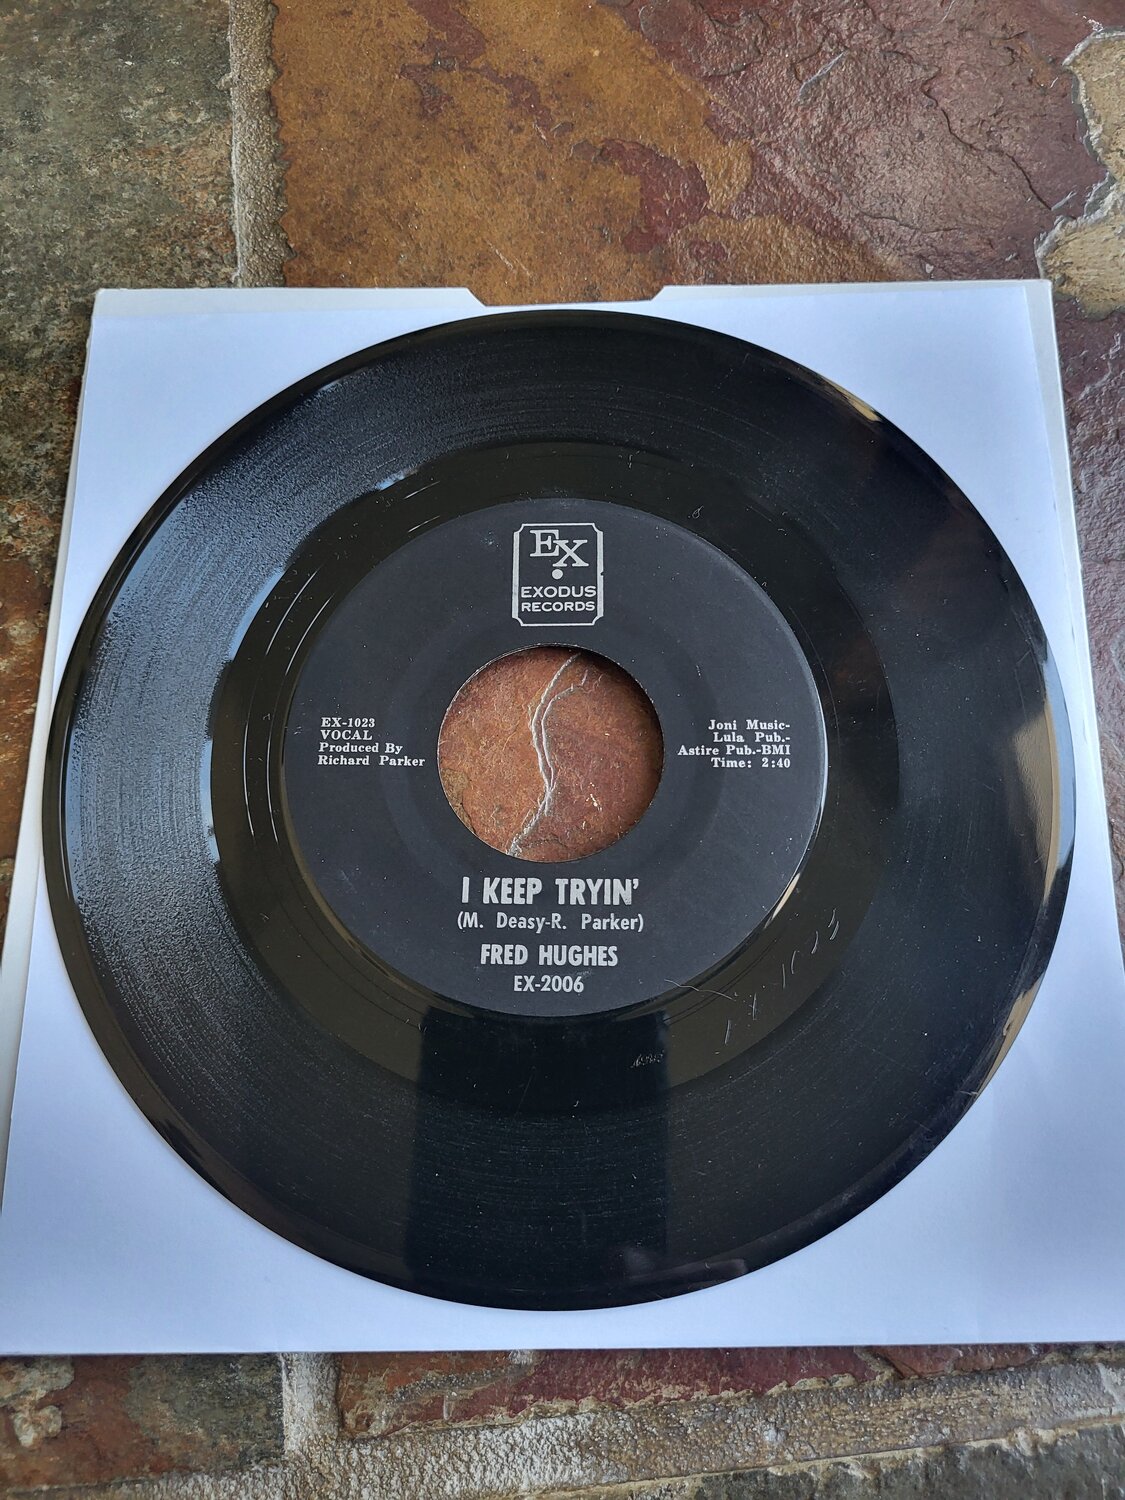 EX
EXODUS
RECORDS
EX-1023
VOCAL
Produced By
Richard Parker
Joni Music-
Lula Pub.-
Astire Pub.-BMI
Time: 2:40
I KEEP TRYIN'
(M. Deasy-R. Parker)
FRED HUGHES
EX-2006